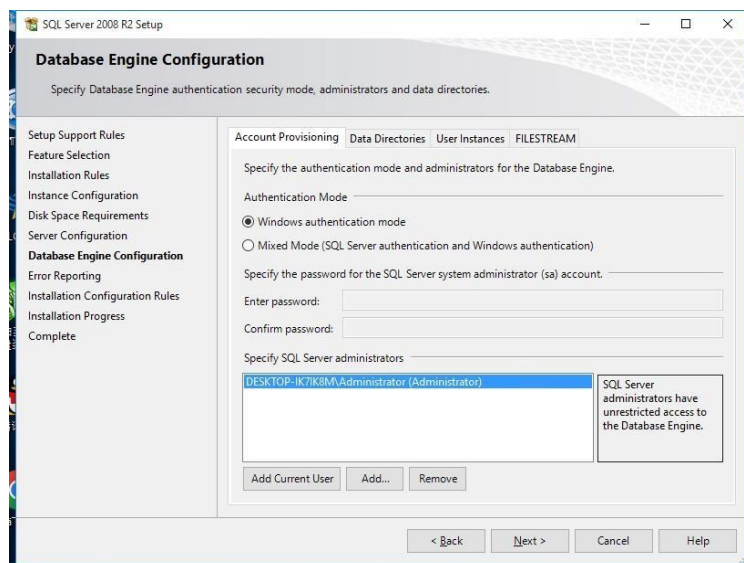 SQL Server 2008 R2 Setup
Database Engine Configuration
Specify Database Engine authentication security mode, administrators and data directories.
Setup Support Rules
Feature Selection
Installation Rules
Instance Configuration
Disk Space Requirements
Server Configuration
Database Engine Configuration
Error Reporting
Installation Configuration Rules
Installation Progress
Complete
Account Provisioning Data Directories User Instances FILESTREAM
Specify the authentication mode and administrators for the Database Engine.
Authentication Mode
Windows authentication mode
Mixed Mode (SQL Server authentication and Windows authentication)
Specify the password for the SQL Server system administrator (sa) account.
Enter password:
Confirm password:
Specify SQL Server administrators
DESKTOP-IK7IK8M\Administrator (Administrator)
SQL Server
administrators have
unrestricted access to
the Database Engine.
Add Current User Add... Remove
< Back Next > Cancel Help